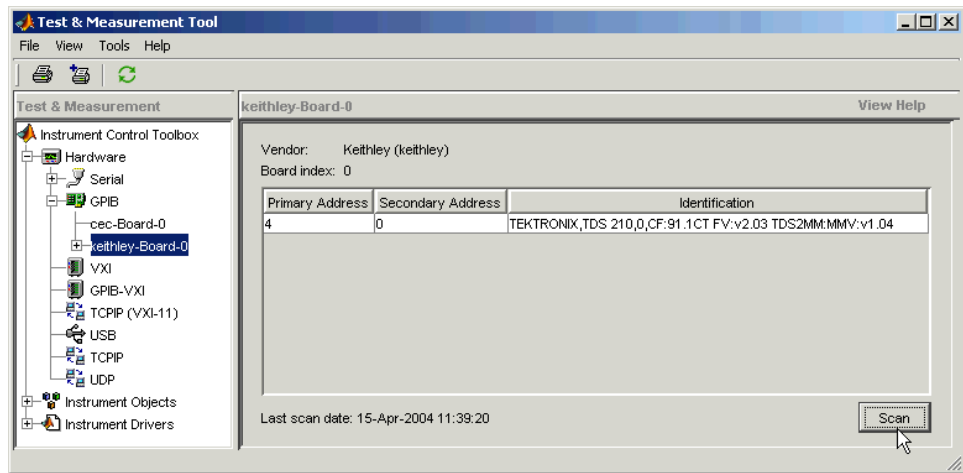 Test & Measurement Tool
File View Tools Help
Test & Measurement
Instrument Control Toolbox
Hardware
Serial
GPIB
cec-Board-0
keithley-Board-0
VXI
GPIB-VXI
TCPIP (VXI-11)
USB
TCPIP
UDP
Instrument Objects
Instrument Drivers
keithley-Board-0 View Help
Vendor: Keithley (keithley)
Board index: 0
Primary Address Secondary Address Identification
4 0 TEKTRONIX,TDS 210,0,CF:91.1CT FV:v2.03 TDS2MM:MMV:v1.04
Last scan date: 15-Apr-2004 11:39:20
Scan